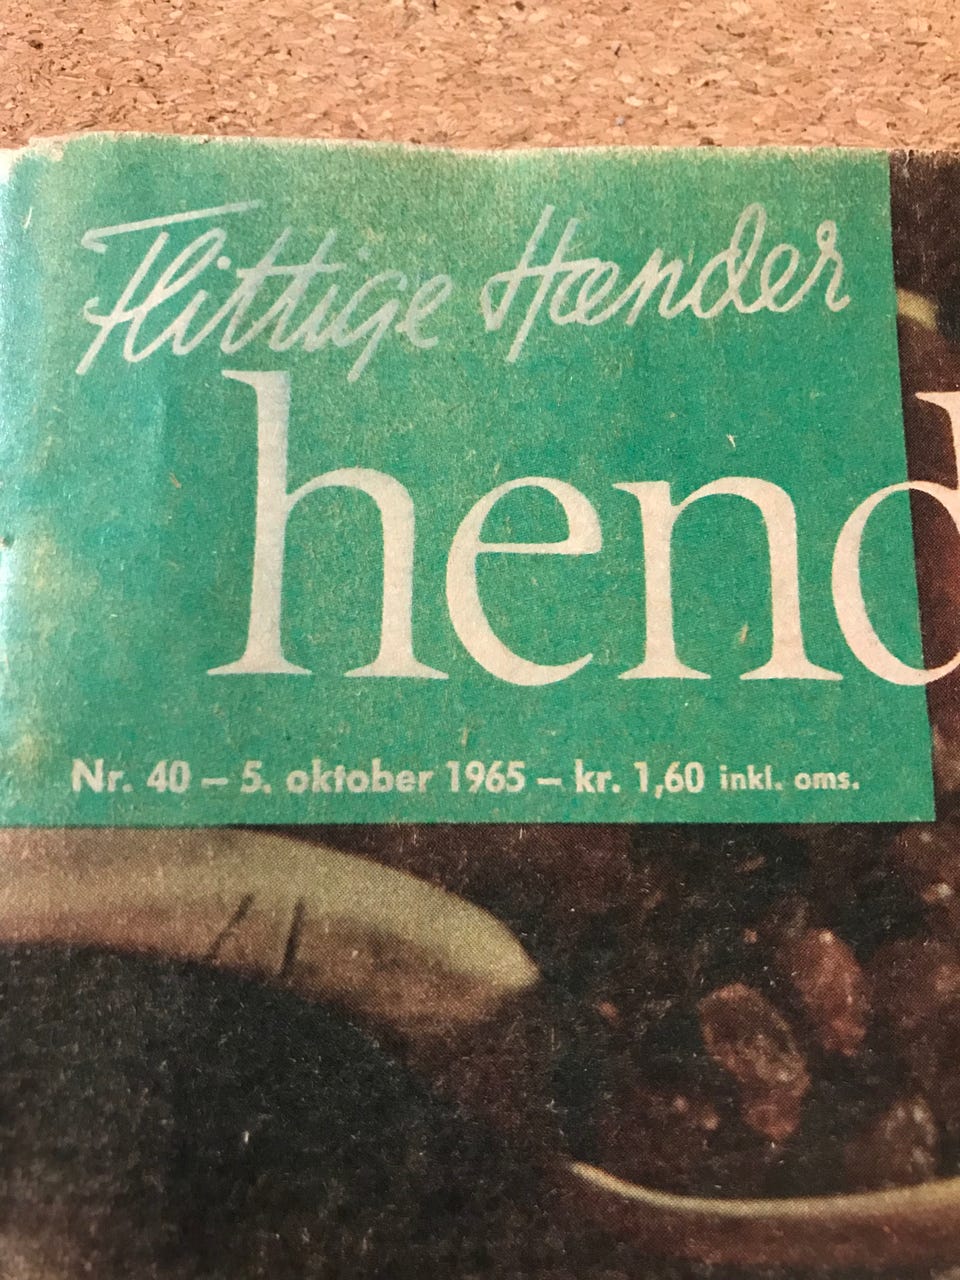 Flittige Hænder
hend
Nr. 40 – 5. oktober 1965 – kr. 1,60 inkl. oms.